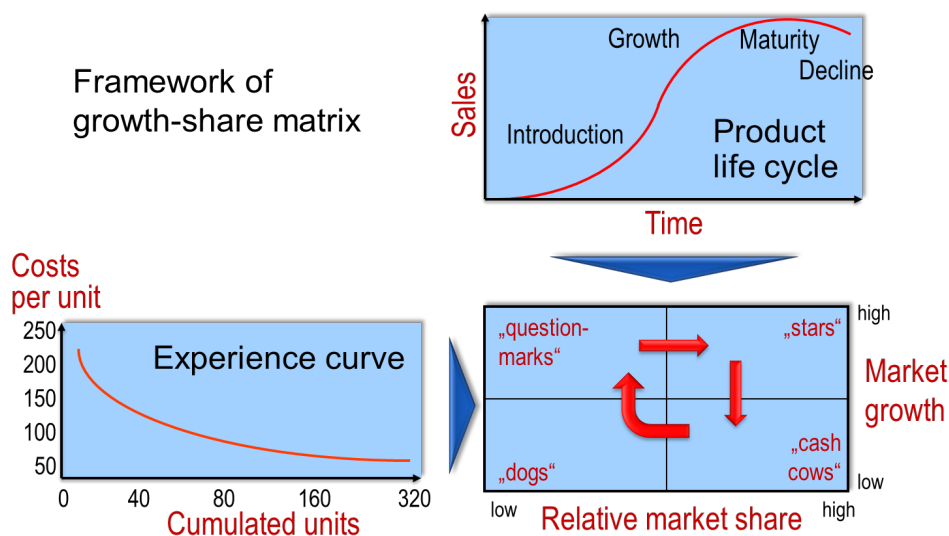 Framework of
growth-share matrix
Sales
Growth
Maturity
Decline
Introduction
Product
life cycle
Time
Costs
per unit
250
200
150
100
50
Experience curve
0 40 80 160 320
Cumulated units
„question-
marks“
„stars“
„dogs“
„cash
cows“
high
Market
growth
low
low
Relative market share
high